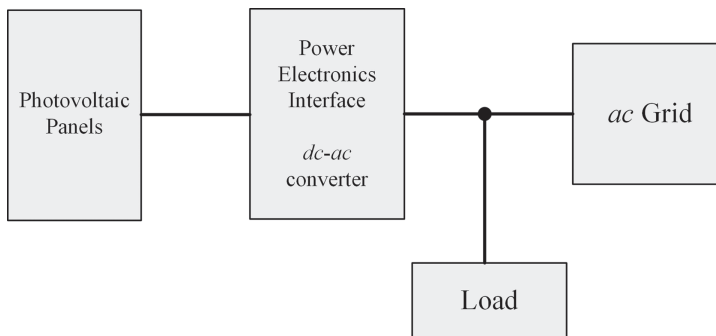 Photovoltaic
Panels
Power
Electronics
Interface
dc-ac
converter
ac Grid
Load